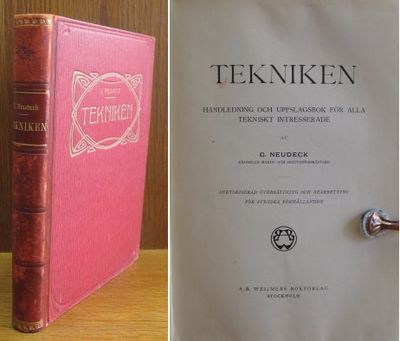 G. Neudeck
TEKNIKEN
G. NEUDECK
TEKNIKEN
TEKNIKEN
HANDLEDNING OCH UPPSLAGSBOK FÖR ALLA
TEKNISKT INTRESSERADE
AV
G. NEUDECK
AUKTORISERAD ÖVERSÄTTNING OCH BEARBETNING
FÖR SVENSKA FÖRHÅLLANDEN
BOKFÖRLAG
STOCKHOLM